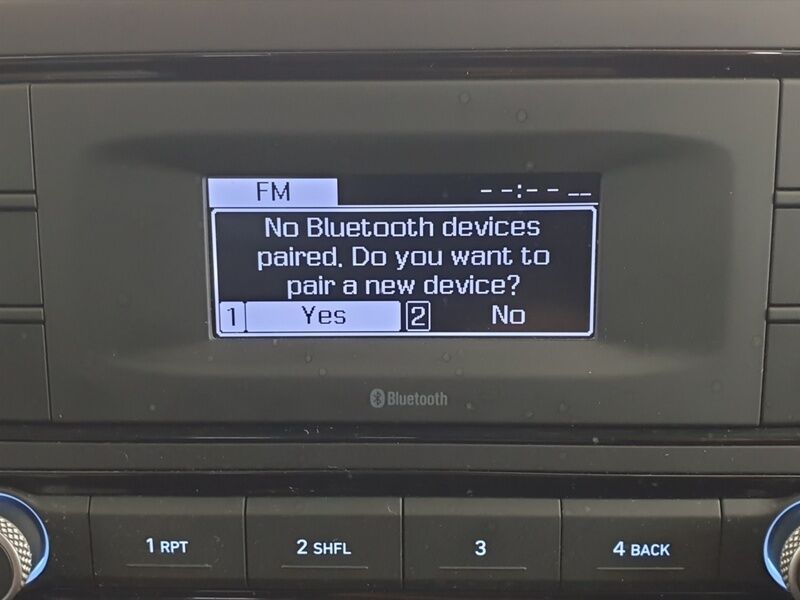 FM --:-- --
No Bluetooth devices
paired. Do you want to
pair a new device?
1 Yes 2 No
Bluetooth
1 RPT 2 SHFL 3 4 BACK